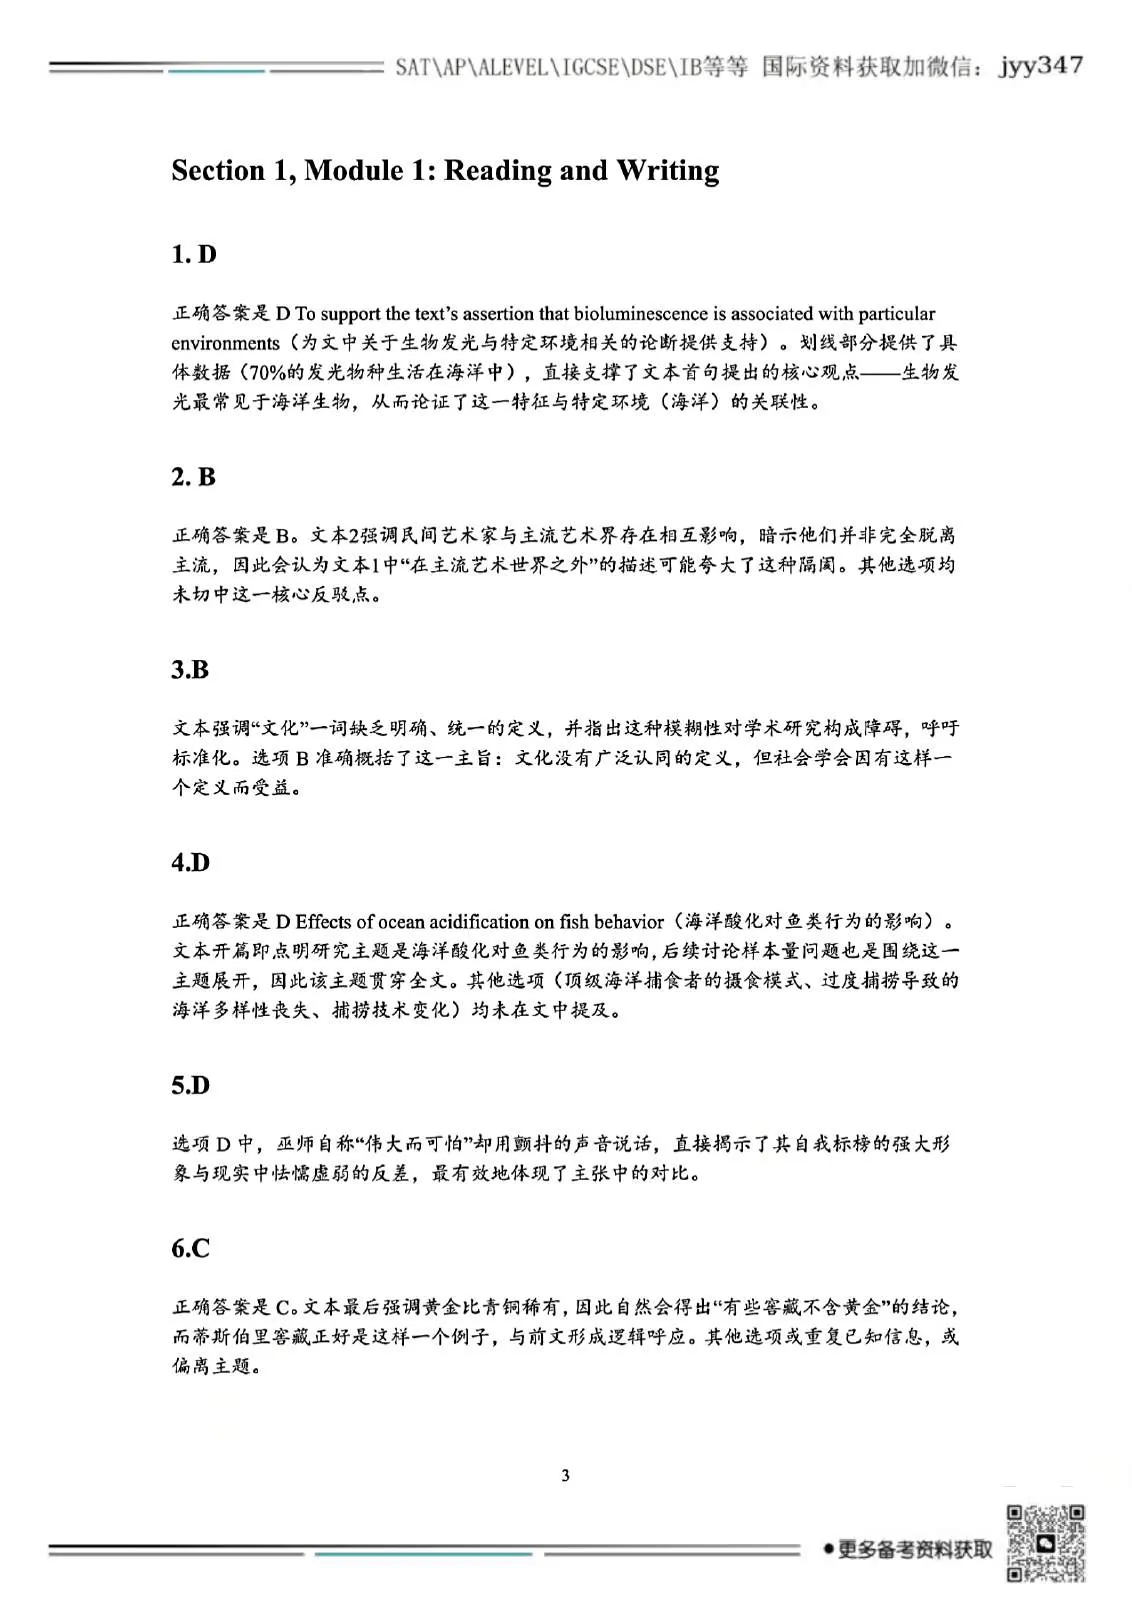 SAT\AP\ALEVEL\IGCSE\DSE\IB等等 国际资料获取加微信：jyy347
Section 1, Module 1: Reading and Writing
1. D
正确答案是 D To support the text’s assertion that bioluminescence is associated with particular
environments（为文中关于生物发光与特定环境相关的论断提供支持）。划线部分提供了具
体数据（70%的发光物种生活在海洋中），直接支撑了文本首句提出的核心观点——生物发
光最常见于海洋生物，从而论证了这一特征与特定环境（海洋）的关联性。
2. B
正确答案是 B。文本2强调民间艺术家与主流艺术界存在相互影响，暗示他们并非完全脱离
主流，因此会认为文本1中“在主流艺术世界之外”的描述可能夸大了这种隔阂。其他选项均
未切中这一核心反驳点。
3.B
文本强调“文化”一词缺乏明确、统一的定义，并指出这种模糊性对学术研究构成障碍，呼吁
标准化。选项 B 准确概括了这一主旨：文化没有广泛认同的定义，但社会学会因有这样一
个定义而受益。
4.D
正确答案是 D Effects of ocean acidification on fish behavior（海洋酸化对鱼类行为的影响）。
文本开篇即点明研究主题是海洋酸化对鱼类行为的影响，后续讨论样本量问题也是围绕这一
主题展开，因此该主题贯穿全文。其他选项（顶级海洋捕食者的摄食模式、过度捕捞导致的
海洋多样性丧失、捕捞技术变化）均未在文中提及。
5.D
选项 D 中，巫师自称“伟大而可怕”却用颤抖的声音说话，直接揭示了其自我标榜的强大形
象与现实中怯懦虚弱的反差，最有效地体现了主张中的对比。
6.C
正确答案是 C。文本最后强调黄金比青铜稀有，因此自然会得出“有些窖藏不含黄金”的结论，
而蒂斯伯里窖藏正好是这样一个例子，与前文形成逻辑呼应。其他选项或重复已知信息，或
偏离主题。
3
●更多备考资料获取